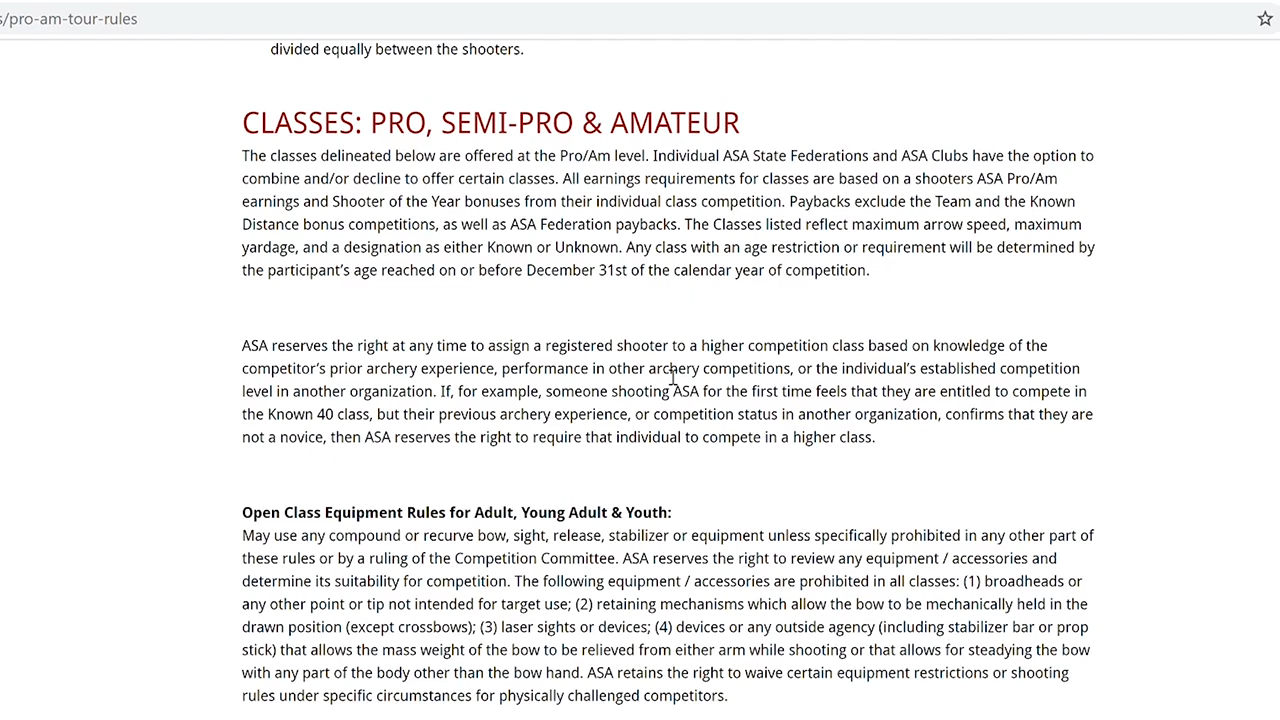 s/pro-am-tour-rules
divided equally between the shooters.
CLASSES: PRO, SEMI-PRO & AMATEUR
The classes delineated below are offered at the Pro/Am level. Individual ASA State Federations and ASA Clubs have the option to
combine and/or decline to offer certain classes. All earnings requirements for classes are based on a shooters ASA Pro/Am
earnings and Shooter of the Year bonuses from their individual class competition. Paybacks exclude the Team and the Known
Distance bonus competitions, as well as ASA Federation paybacks. The Classes listed reflect maximum arrow speed, maximum
yardage, and a designation as either Known or Unknown. Any class with an age restriction or requirement will be determined by
the participant’s age reached on or before December 31st of the calendar year of competition.
ASA reserves the right at any time to assign a registered shooter to a higher competition class based on knowledge of the
competitor’s prior archery experience, performance in other archery competitions, or the individual’s established competition
level in another organization. If, for example, someone shooting ASA for the first time feels that they are entitled to compete in
the Known 40 class, but their previous archery experience, or competition status in another organization, confirms that they are
not a novice, then ASA reserves the right to require that individual to compete in a higher class.
Open Class Equipment Rules for Adult, Young Adult & Youth:
May use any compound or recurve bow, sight, release, stabilizer or equipment unless specifically prohibited in any other part of
these rules or by a ruling of the Competition Committee. ASA reserves the right to review any equipment / accessories and
determine its suitability for competition. The following equipment / accessories are prohibited in all classes: (1) broadheads or
any other point or tip not intended for target use; (2) retaining mechanisms which allow the bow to be mechanically held in the
drawn position (except crossbows); (3) laser sights or devices; (4) devices or any outside agency (including stabilizer bar or prop
stick) that allows the mass weight of the bow to be relieved from either arm while shooting or that allows for steadying the bow
with any part of the body other than the bow hand. ASA retains the right to waive certain equipment restrictions or shooting
rules under specific circumstances for physically challenged competitors.